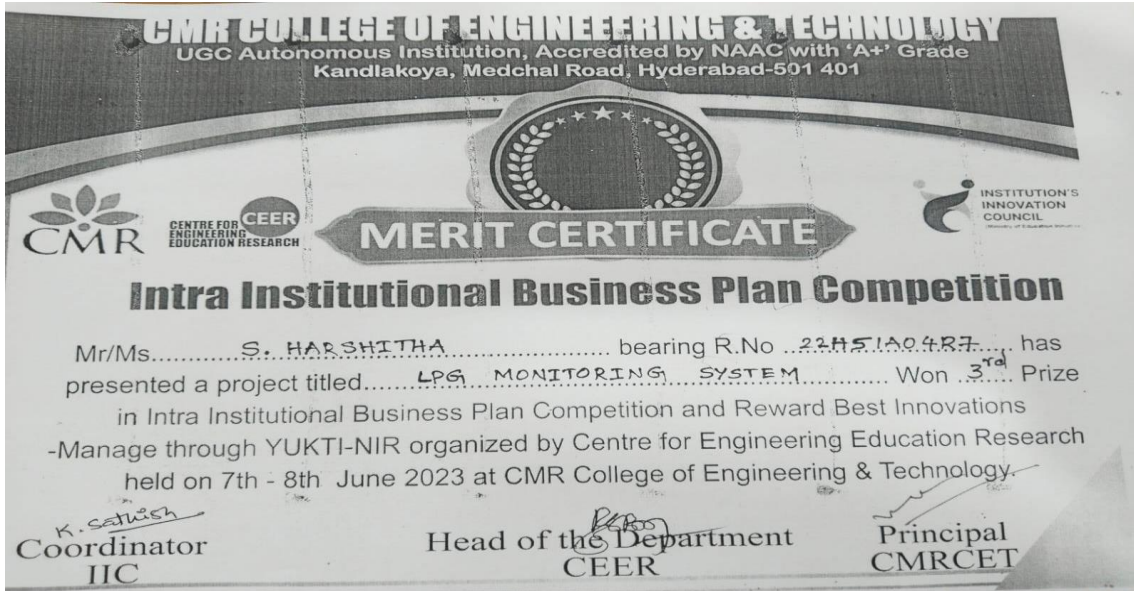 CMR COLLEGE OF ENGINEERING & TECHNOLOGY
UGC Autonomous Institution, Accredited by NAAC with 'A+' Grade
Kandlakoya, Medchal Road, Hyderabad-501 401
CMR
CENTRE FOR
ENGINEERING
EDUCATION RESEARCH
CEER
MERIT CERTIFICATE
INSTITUTION'S
INNOVATION
COUNCIL
Intra Institutional Business Plan Competition
Mr/Ms. S. HARSHITHA bearing R.No 22H51A04R7 has
presented a project titled LPG MONITORING SYSTEM Won 3rd Prize
in Intra Institutional Business Plan Competition and Reward Best Innovations
-Manage through YUKTI-NIR organized by Centre for Engineering Education Research
held on 7th - 8th June 2023 at CMR College of Engineering & Technology.
K. Sathish
Coordinator
IIC
Head of the Department
CEER
Principal
CMRCET